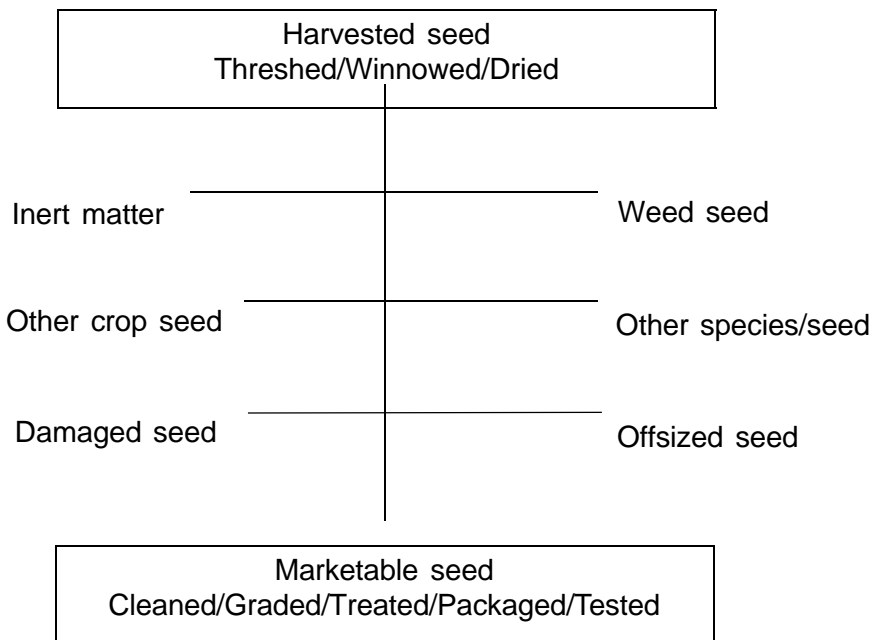 Harvested seed
Threshed/Winnowed/Dried
Inert matter
Weed seed
Other crop seed
Other species/seed
Damaged seed
Offsized seed
Marketable seed
Cleaned/Graded/Treated/Packaged/Tested